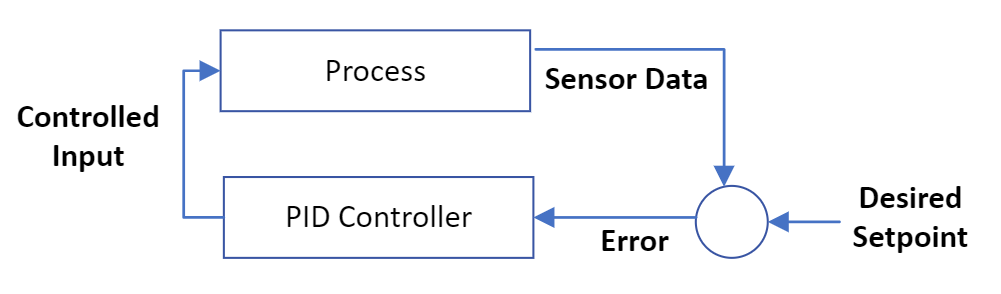 Process
Sensor Data
Controlled
Input
PID Controller
Error
Desired
Setpoint